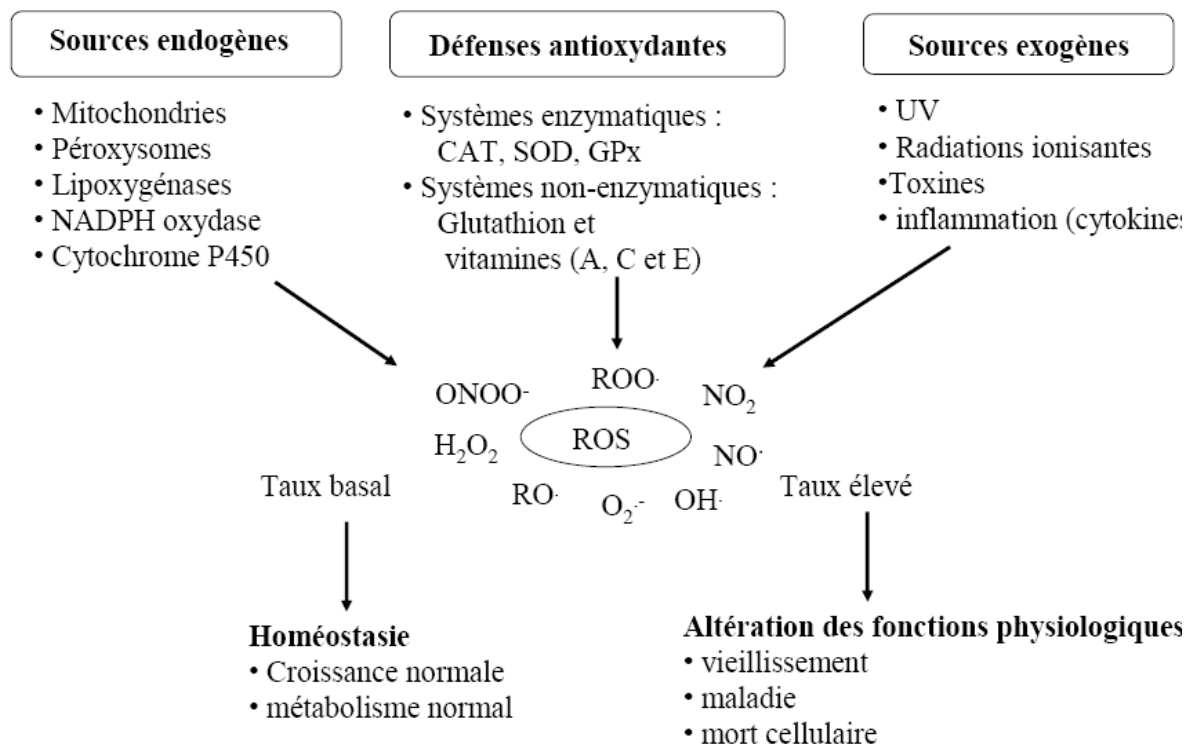 Sources endogènes
• Mitochondries
• Péroxysomes
• Lipoxygénases
• NADPH oxydase
• Cytochrome P450
Défenses antioxydantes
• Systèmes enzymatiques :
CAT, SOD, GPx
• Systèmes non-enzymatiques :
Glutathion et
vitamines (A, C et E)
Sources exogènes
• UV
• Radiations ionisantes
•Toxines
• inflammation (cytokines
ONOO⁻
ROO·
NO₂
H₂O₂
ROS
NO·
RO·
O₂·⁻
OH·
Taux basal
Taux élevé
Homéostasie
• Croissance normale
• métabolisme normal
Altération des fonctions physiologiques
• vieillissement
• maladie
• mort cellulaire